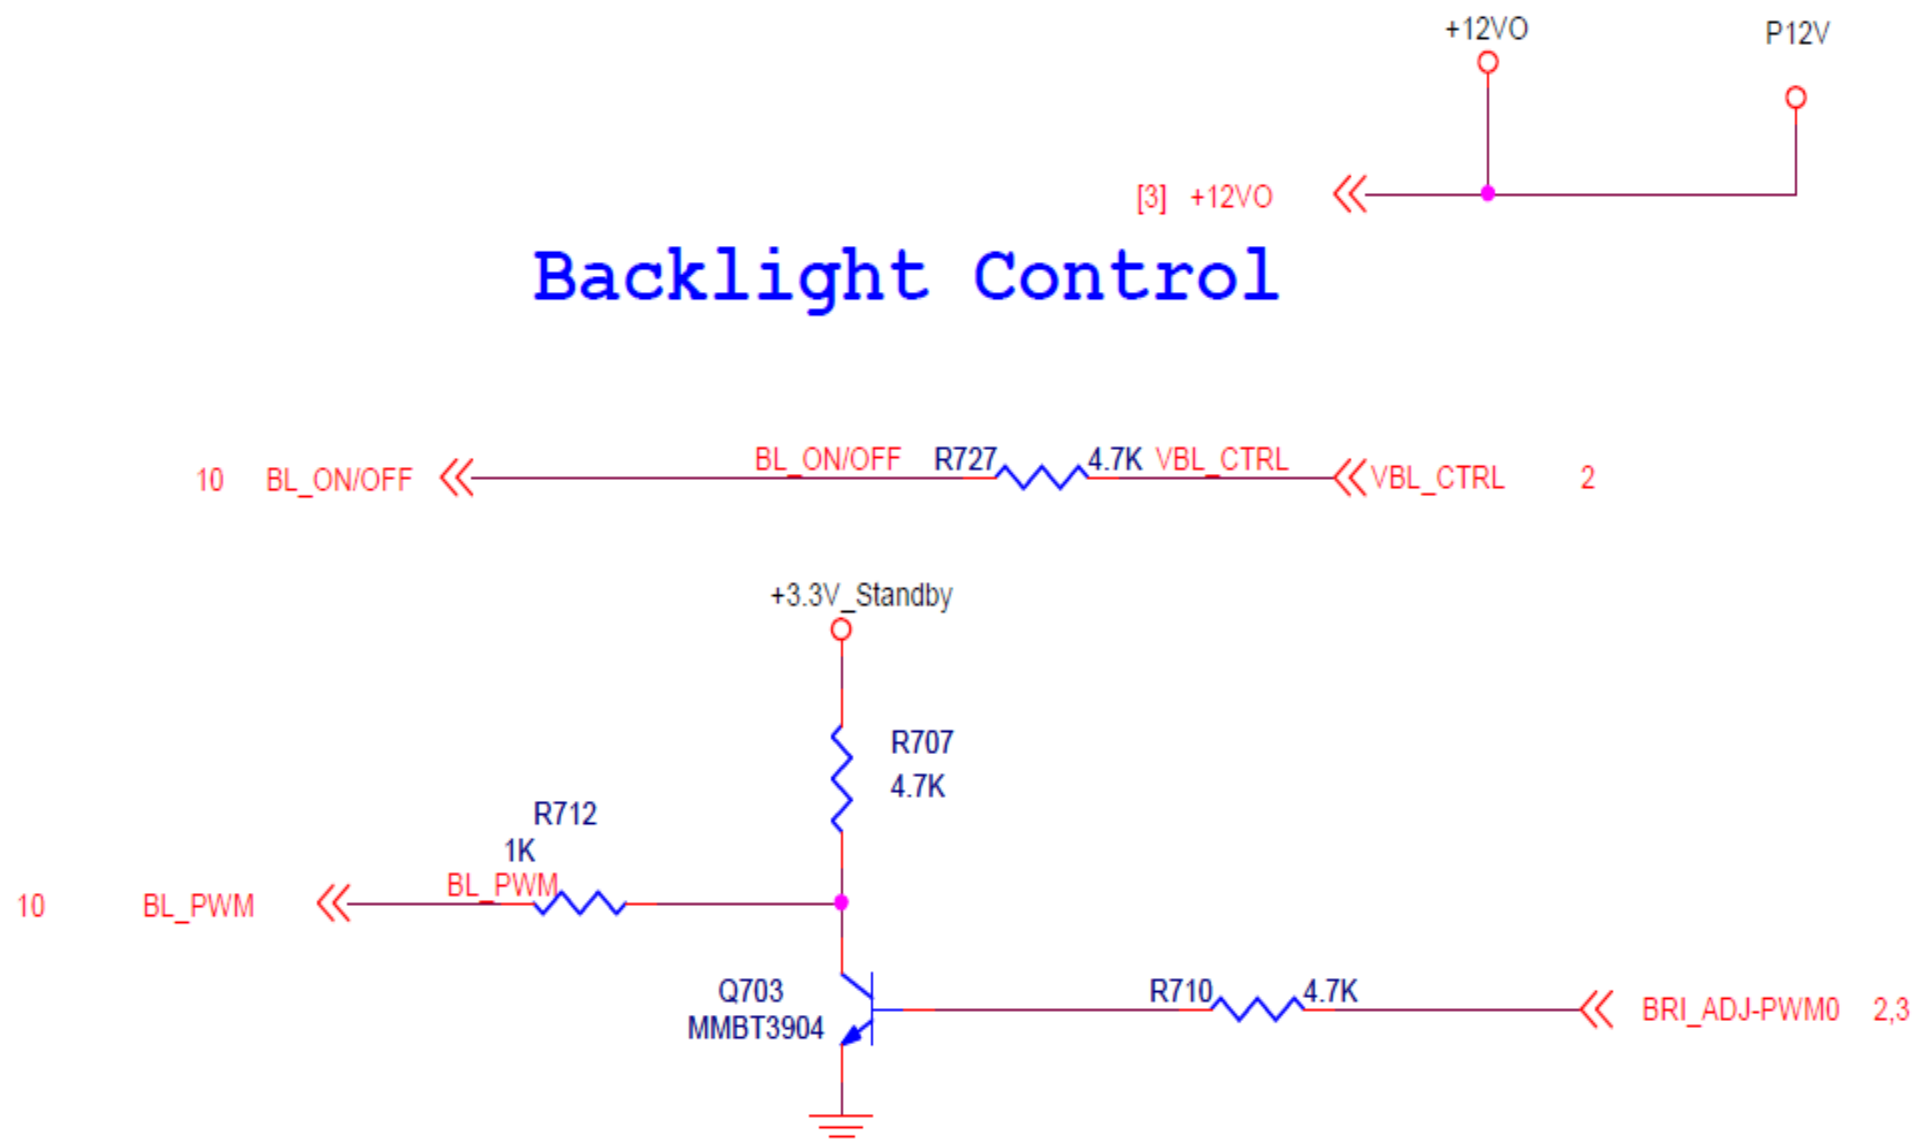 +12VO P12V
[3] +12VO
Backlight Control
10 BL_ON/OFF BL_ON/OFF R727 4.7K VBL_CTRL VBL_CTRL 2
+3.3V_Standby
R707
4.7K
R712
1K
BL_PWM
10 BL_PWM
Q703
MMBT3904
R710 4.7K
BRI_ADJ-PWM0 2,3